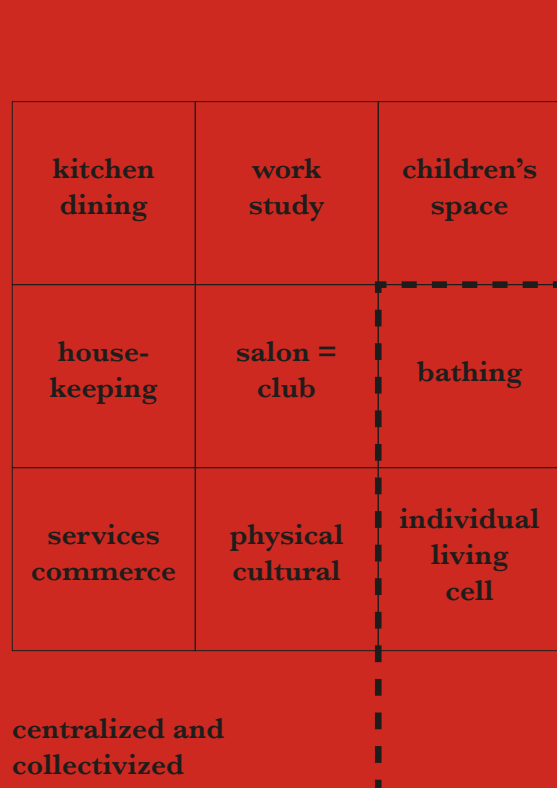 kitchen
dining
work
study
children's
space
house-
keeping
salon =
club
bathing
services
commerce
physical
cultural
individual
living
cell
centralized and
collectivized